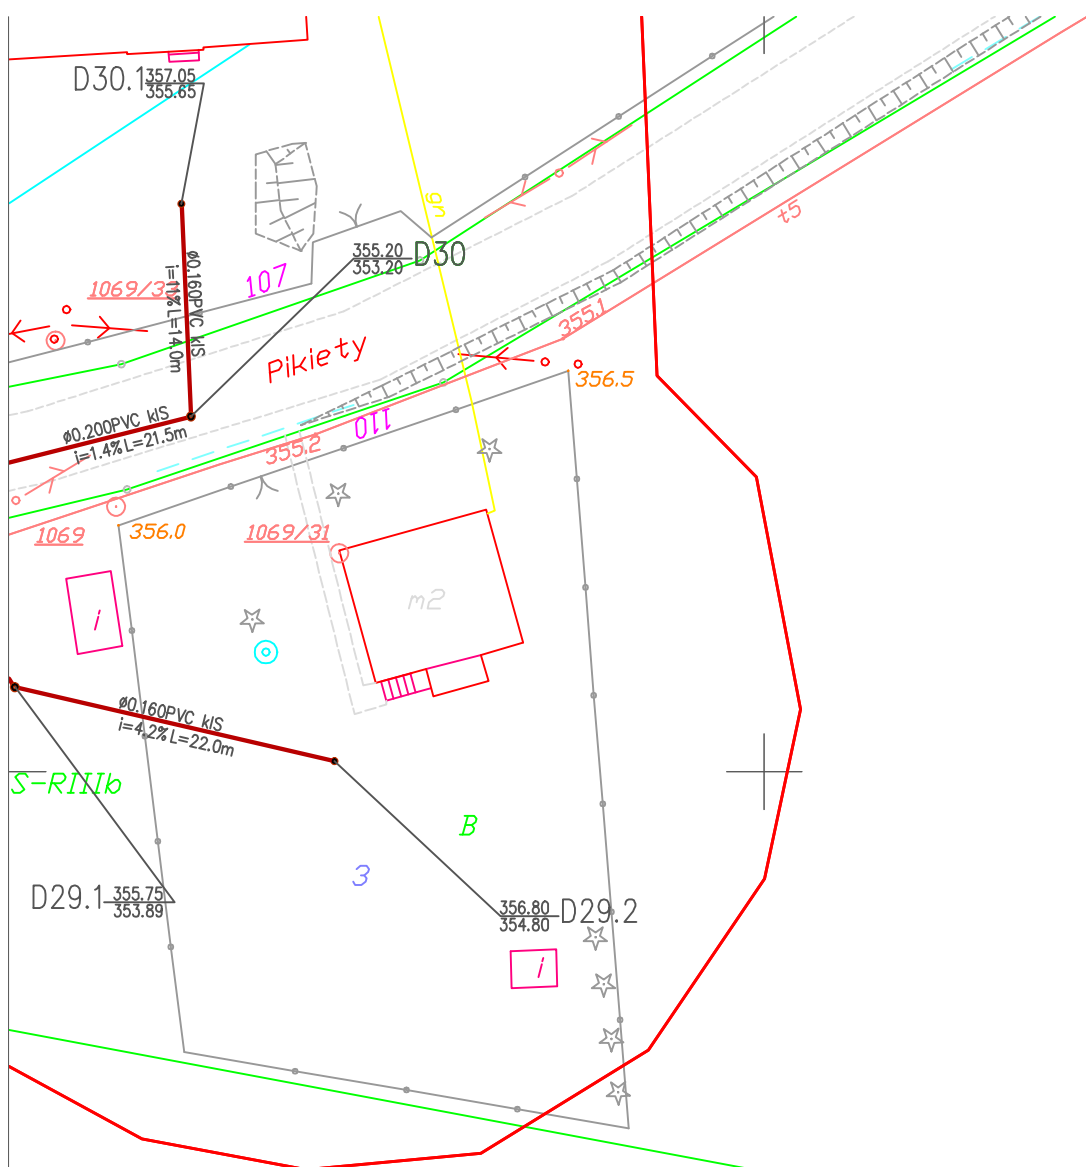 D30.1 357.05
355.65
gn
t5
355.20 D30
353.20
107
1069/33
ø0.160PVC kIS
i=11% L=14.0m
355.1
Pikiety
356.5
110
ø0.200PVC kIS
i=1.4% L=21.5m
355.2
1069
356.0
1069/31
m2
i
ø0.160PVC kIS
i=4.2% L=22.0m
S-RIIIb
B
3
D29.1 355.75
353.89
356.80 D29.2
354.80
i